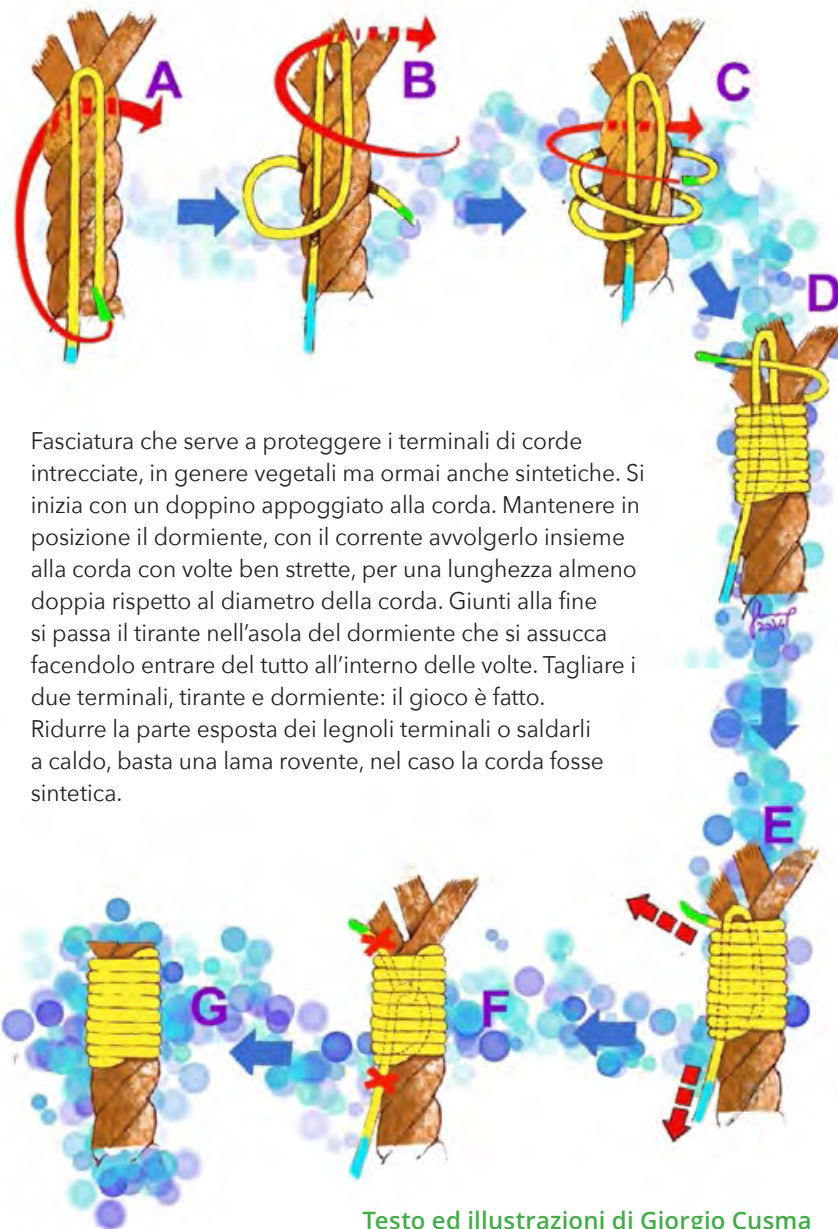 A
B
C
D
Fasciatura che serve a proteggere i terminali di corde
intrecciate, in genere vegetali ma ormai anche sintetiche. Si
inizia con un doppino appoggiato alla corda. Mantenere in
posizione il dormiente, con il corrente avvolgerlo insieme
alla corda con volte ben strette, per una lunghezza almeno
doppia rispetto al diametro della corda. Giunti alla fine
si passa il tirante nell’asola del dormiente che si assucca
facendolo entrare del tutto all’interno delle volte. Tagliare i
due terminali, tirante e dormiente: il gioco è fatto.
Ridurre la parte esposta dei legnoli terminali o saldarli
a caldo, basta una lama rovente, nel caso la corda fosse
sintetica.
E
F
G
Testo ed illustrazioni di Giorgio Cusma